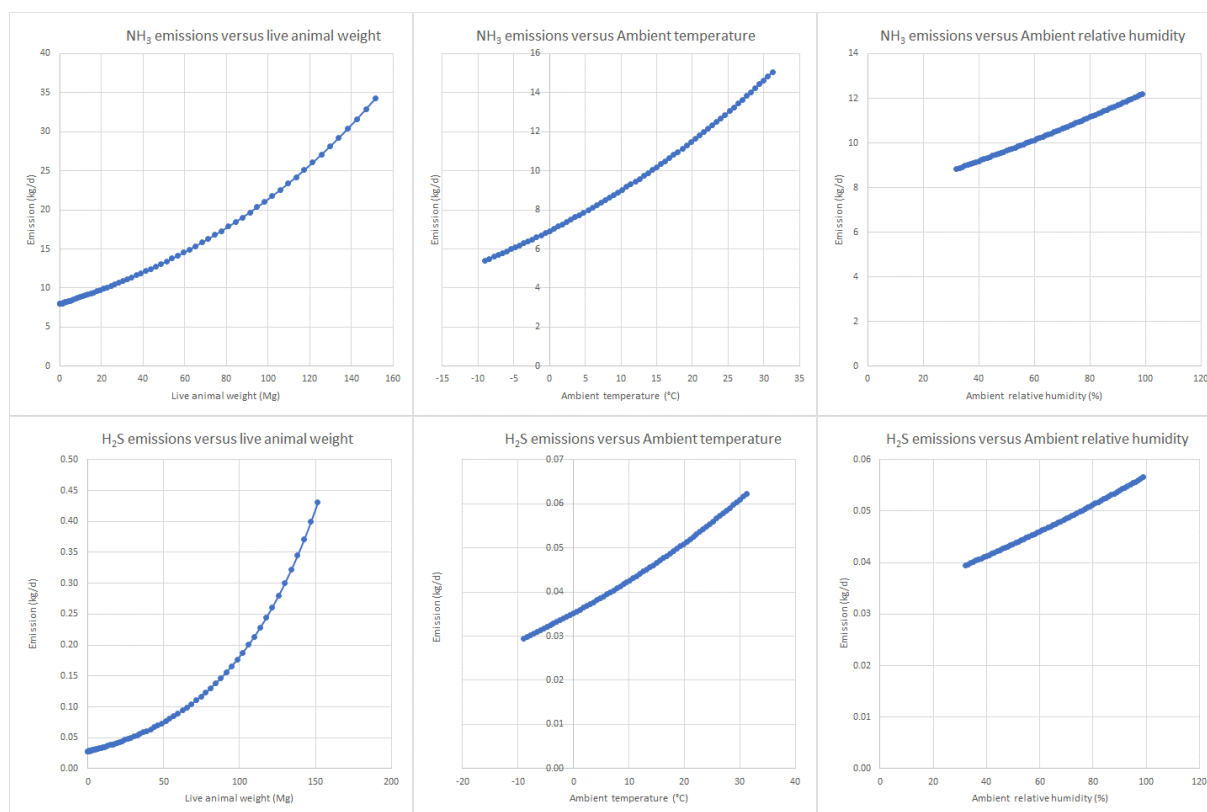 NH₃ emissions versus live animal weight
40
35
30
25
20
15
10
5
0
Emission (kg/d)
0 20 40 60 80 100 120 140 160
Live animal weight (Mg)
NH₃ emissions versus Ambient temperature
16
14
12
10
8
6
4
2
0
Emission (kg/d)
-15 -10 -5 0 5 10 15 20 25 30 35
Ambient temperature (°C)
NH₃ emissions versus Ambient relative humidity
14
12
10
8
6
4
2
0
Emission (kg/d)
0 20 40 60 80 100 120
Ambient relative humidity (%)
H₂S emissions versus live animal weight
0.50
0.45
0.40
0.35
0.30
0.25
0.20
0.15
0.10
0.05
0.00
Emission (kg/d)
0 50 100 150 200
Live animal weight (Mg)
H₂S emissions versus Ambient temperature
0.07
0.06
0.05
0.04
0.03
0.02
0.01
0.00
Emission (kg/d)
-20 -10 0 10 20 30 40
Ambient temperature (°C)
H₂S emissions versus Ambient relative humidity
0.06
0.05
0.04
0.03
0.02
0.01
0.00
Emission (kg/d)
0 20 40 60 80 100 120
Ambient relative humidity (%)